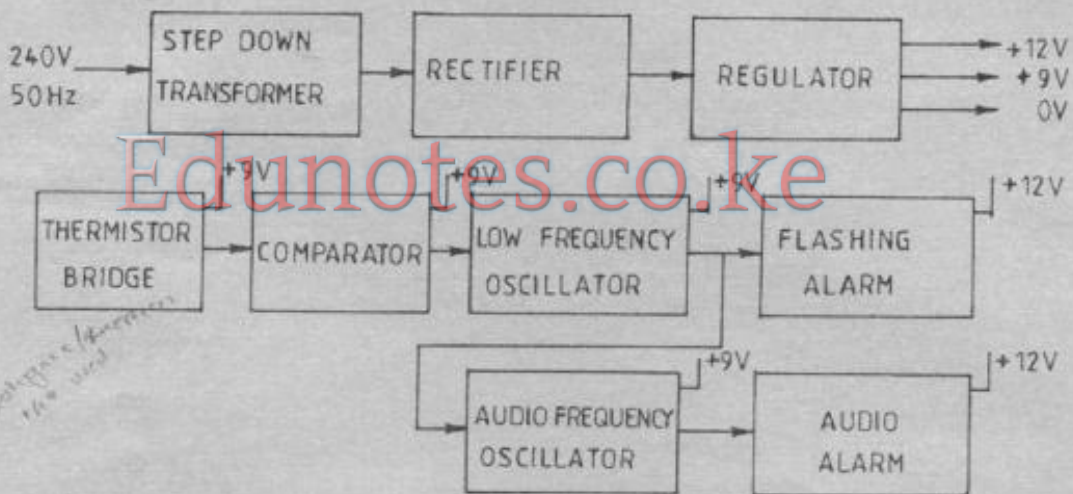 240V
50Hz
STEP DOWN
TRANSFORMER
RECTIFIER
REGULATOR
+12V
+9V
0V
Edunotes.co.ke
THERMISTOR
BRIDGE
+9V
COMPARATOR
+9V
LOW FREQUENCY
OSCILLATOR
+9V
FLASHING
ALARM
+12V
AUDIO FREQUENCY
OSCILLATOR
+9V
AUDIO
ALARM
+12V